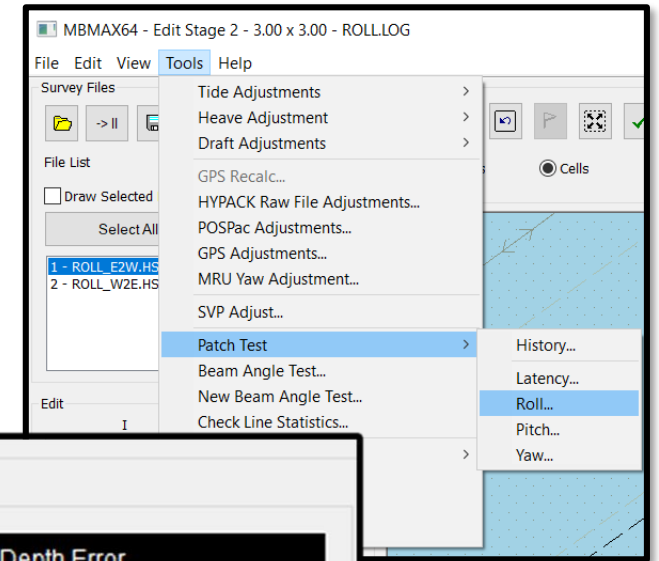 MBMAX64 - Edit Stage 2 - 3.00 x 3.00 - ROLL.LOG
File Edit View Tools Help
Survey Files
-> II
File List
Draw Selected
Select All
1 - ROLL_E2W.HS
2 - ROLL_W2E.HS
Edit
I
Tide Adjustments >
Heave Adjustment >
Draft Adjustments >
GPS Recalc...
HYPACK Raw File Adjustments...
POSPac Adjustments...
GPS Adjustments...
MRU Yaw Adjustment...
SVP Adjust...
Patch Test >
Beam Angle Test...
New Beam Angle Test...
Check Line Statistics...
>
Cells
History...
Latency...
Roll...
Pitch...
Yaw...
Depth Error